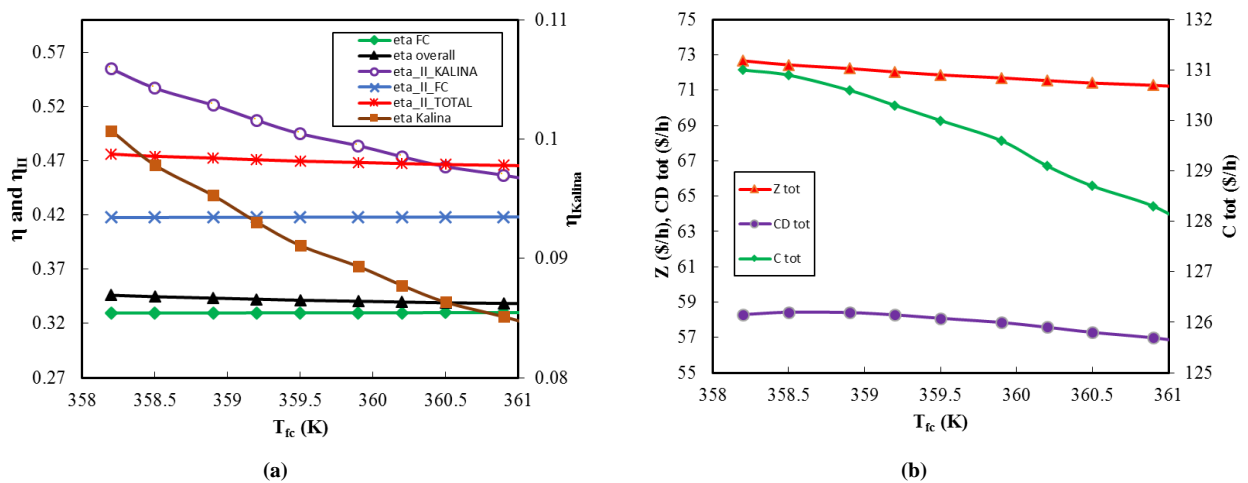 0.57
0.52
0.47
0.42
0.37
0.32
0.27
η and ηII
0.11
0.1
0.09
0.08
ηKalina
eta FC
eta overall
eta_II_KALINA
eta_II_FC
eta_II_TOTAL
eta Kalina
358 358.5 359 359.5 360 360.5 361
Tfc (K)
(a)
75
73
71
69
67
65
63
61
59
57
55
Z ($/h), CD tot ($/h)
132
131
130
129
128
127
126
125
C tot ($/h)
Z tot
CD tot
C tot
358 358.5 359 359.5 360 360.5 361
Tfc (K)
(b)